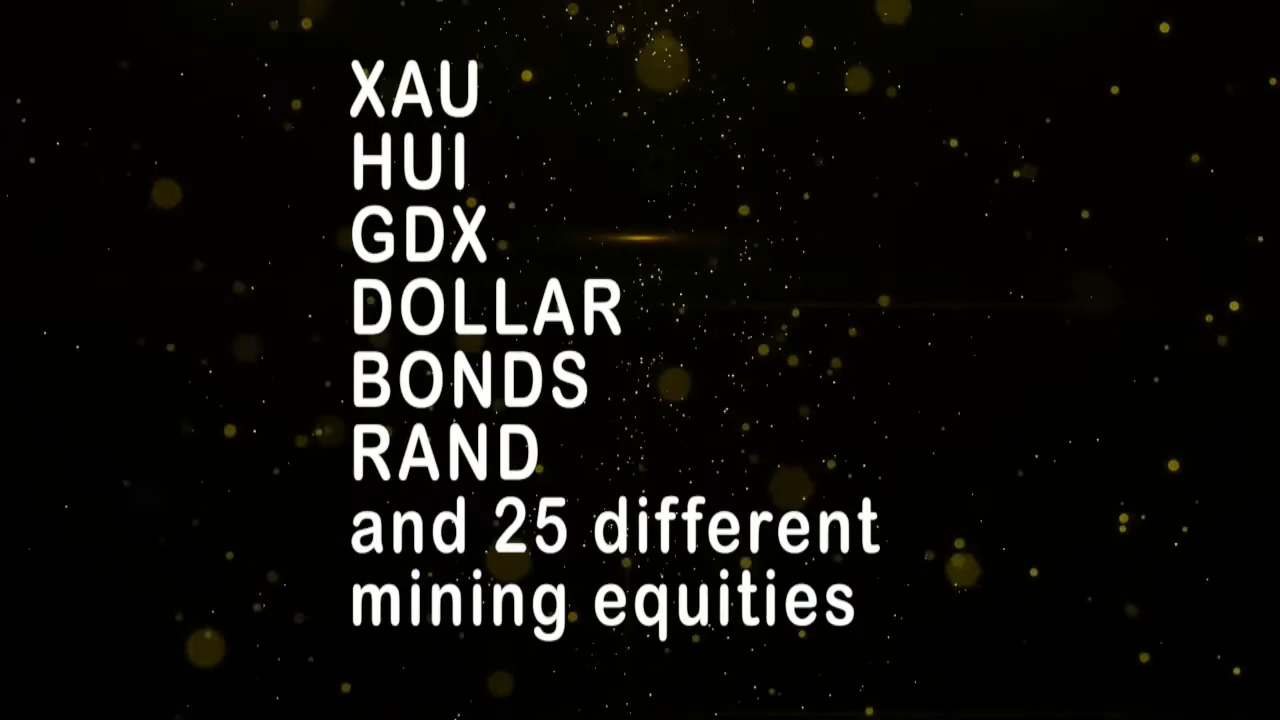 XAU
HUI
GDX
DOLLAR
BONDS
RAND
and 25 different
mining equities